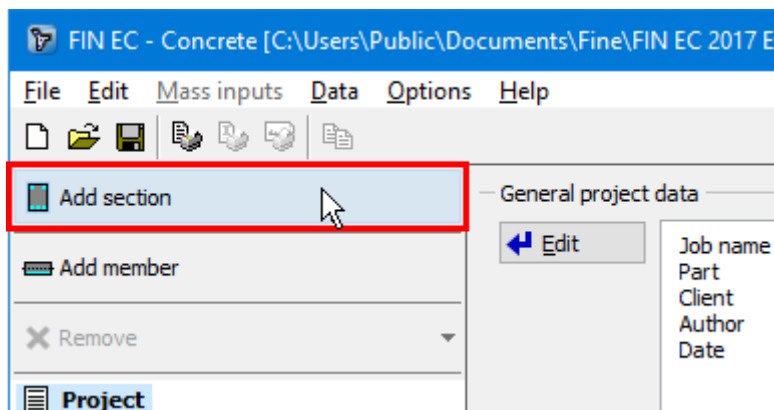 FIN EC - Concrete [C:\Users\Public\Documents\Fine\FIN EC 2017 E
File Edit Mass inputs Data Options Help
Add section
Add member
Remove
Project
General project data
Edit
Job name
Part
Client
Author
Date